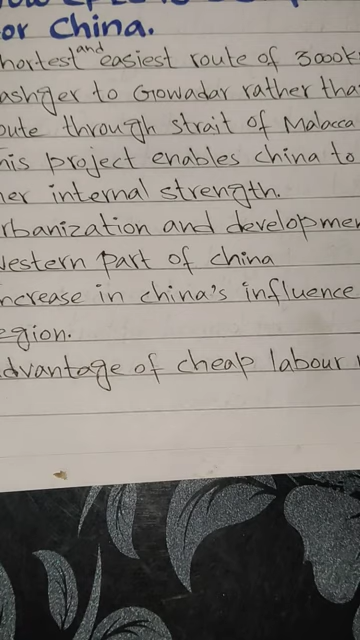 or China.
hortest and easiest route of 3000k
ashger to Gowadar rather tha
oute through strait of Malacca
his project enables china to
er internal strength.
rbanization and developmen
estern part of china
ncrease in china's influence
egion.
dvantage of cheap labour